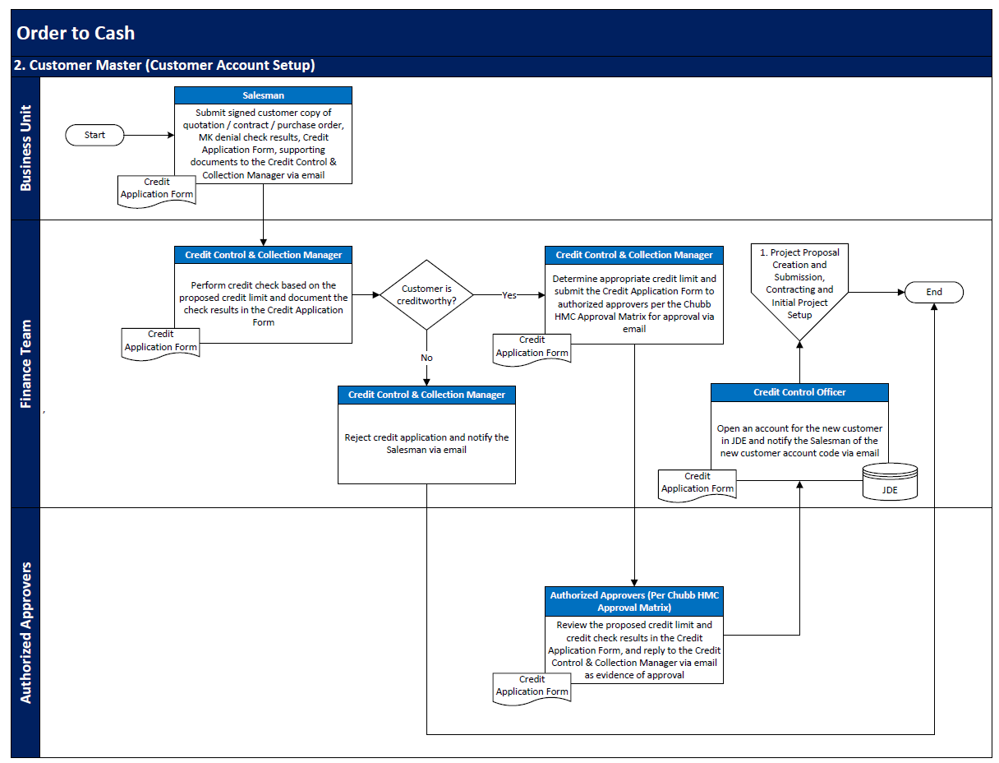 Order to Cash
2. Customer Master (Customer Account Setup)
Business Unit
Start
Salesman
Submit signed customer copy of
quotation / contract / purchase order,
MK denial check results, Credit
Application Form, supporting
documents to the Credit Control &
Collection Manager via email
Credit
Application Form
Finance Team
Credit Control & Collection Manager
Perform credit check based on the
proposed credit limit and document the
check results in the Credit Application
Form
Credit
Application Form
Customer is
creditworthy?
Yes
No
Credit Control & Collection Manager
Determine appropriate credit limit and
submit the Credit Application Form to
authorized approvers per the Chubb
HMC Approval Matrix for approval via
email
Credit
Application Form
1. Project Proposal
Creation and
Submission,
Contracting and
Initial Project
Setup
End
,
Credit Control & Collection Manager
Reject credit application and notify the
Salesman via email
Credit Control Officer
Open an account for the new customer
in JDE and notify the Salesman of the
new customer account code via email
Credit
Application Form
JDE
Authorized Approvers
Authorized Approvers (Per Chubb HMC
Approval Matrix)
Review the proposed credit limit and
credit check results in the Credit
Application Form, and reply to the Credit
Control & Collection Manager via email
as evidence of approval
Credit
Application Form